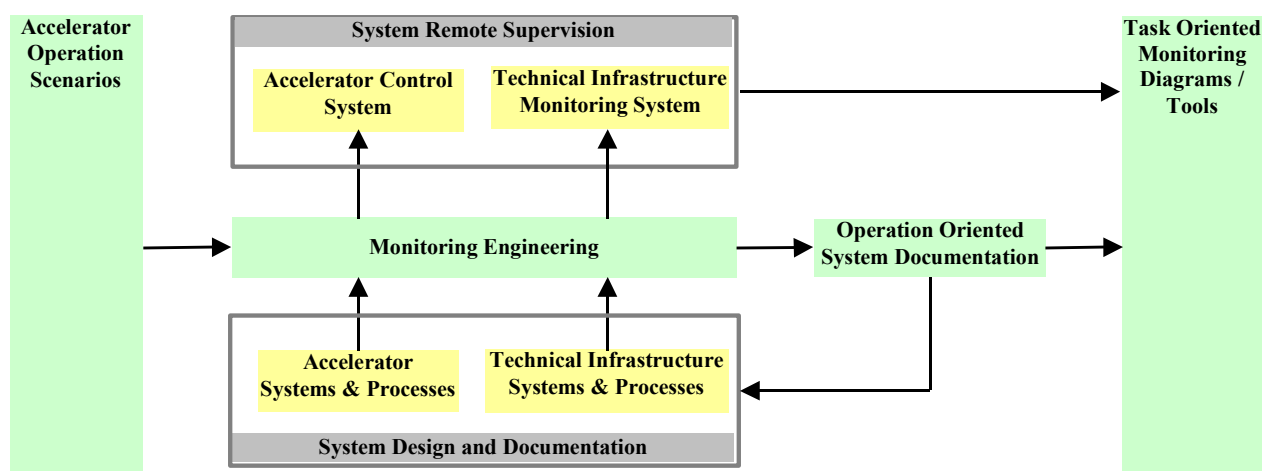 Accelerator
Operation
Scenarios
System Remote Supervision
Accelerator Control
System
Technical Infrastructure
Monitoring System
Task Oriented
Monitoring
Diagrams /
Tools
Monitoring Engineering
Operation Oriented
System Documentation
Accelerator
Systems & Processes
Technical Infrastructure
Systems & Processes
System Design and Documentation